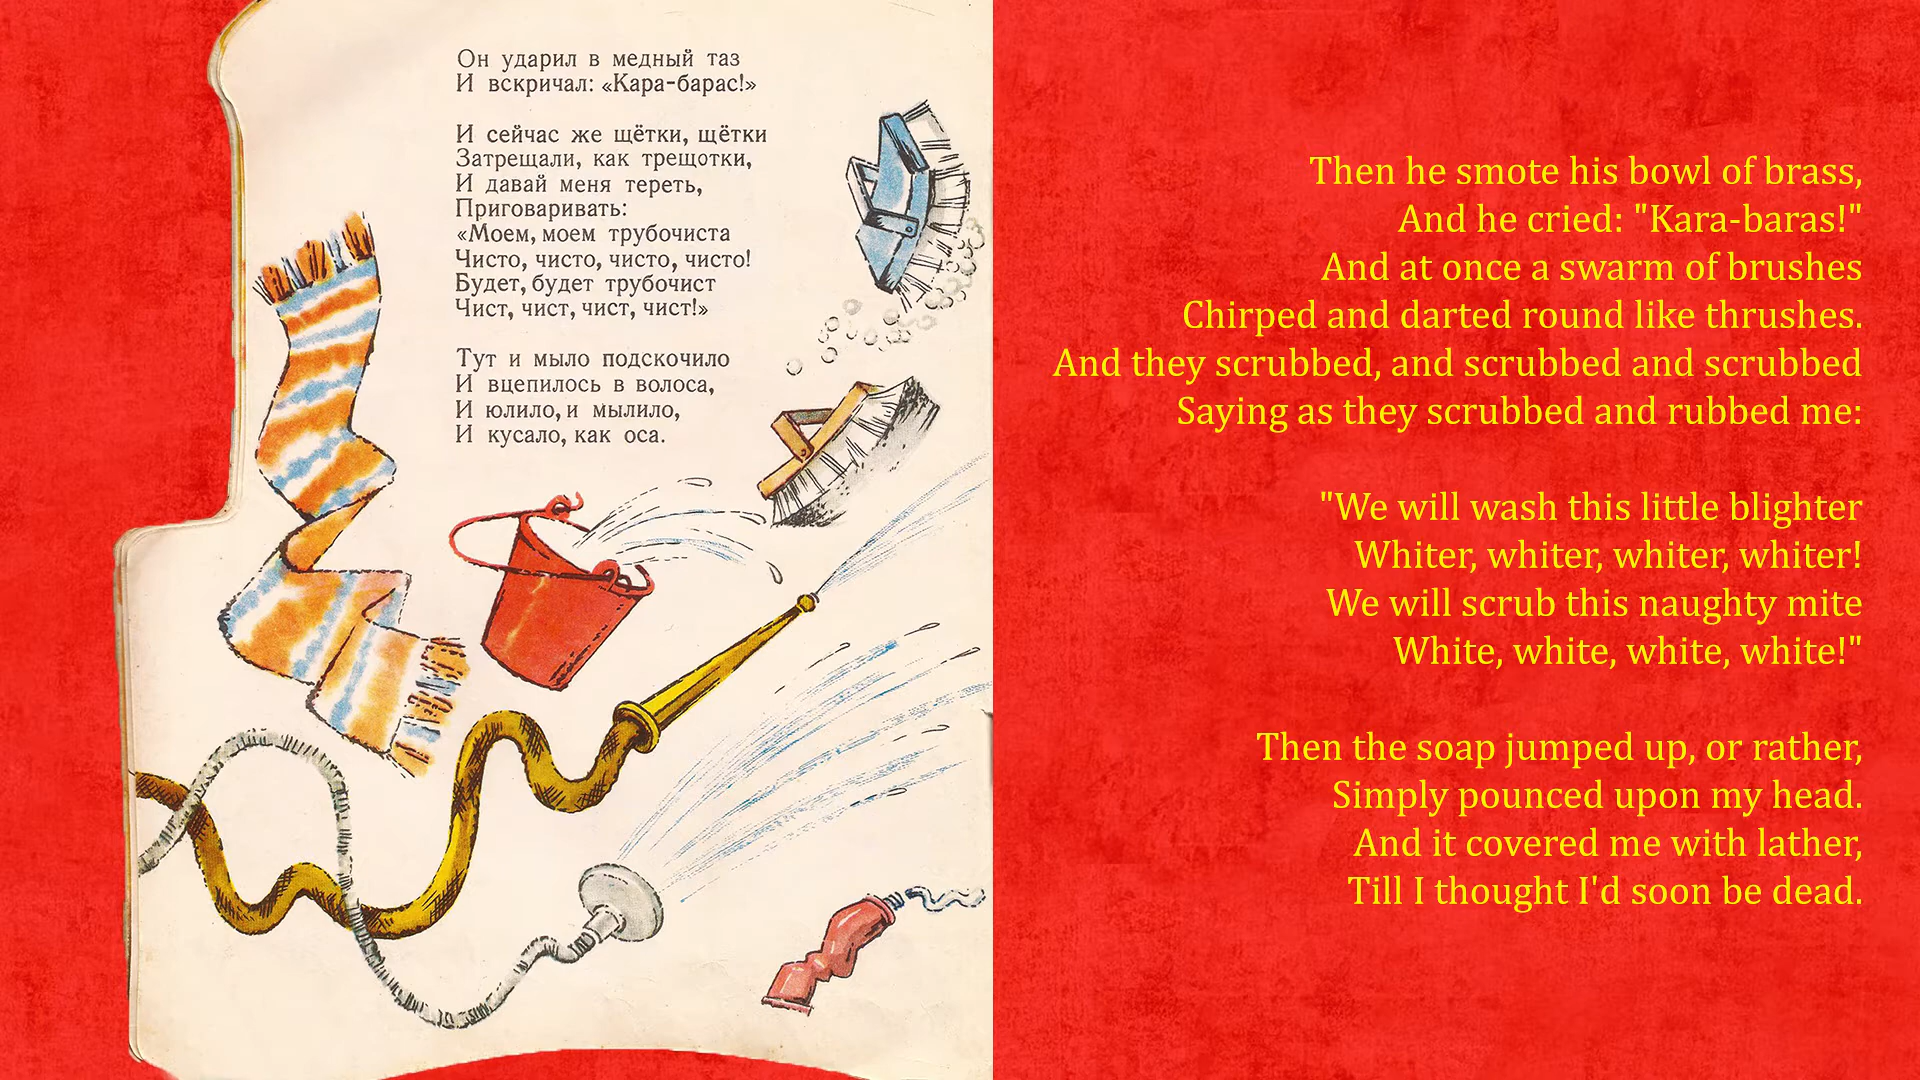 Он ударил в медный таз
И вскричал: «Кара-барас!»
И сейчас же щётки, щётки
Затрещали, как трещотки,
И давай меня тереть,
Приговаривать:
«Моем, моем трубочиста
Чисто, чисто, чисто, чисто!
Будет, будет трубочист
Чист, чист, чист, чист!»
Тут и мыло подскочило
И вцепилось в волоса,
И юлило, и мылило,
И кусало, как оса.
Then he smote his bowl of brass,
And he cried: "Kara-baras!"
And at once a swarm of brushes
Chirped and darted round like thrushes.
And they scrubbed, and scrubbed and scrubbed
Saying as they scrubbed and rubbed me:
"We will wash this little blighter
Whiter, whiter, whiter, whiter!
We will scrub this naughty mite
White, white, white, white!"
Then the soap jumped up, or rather,
Simply pounced upon my head.
And it covered me with lather,
Till I thought I'd soon be dead.